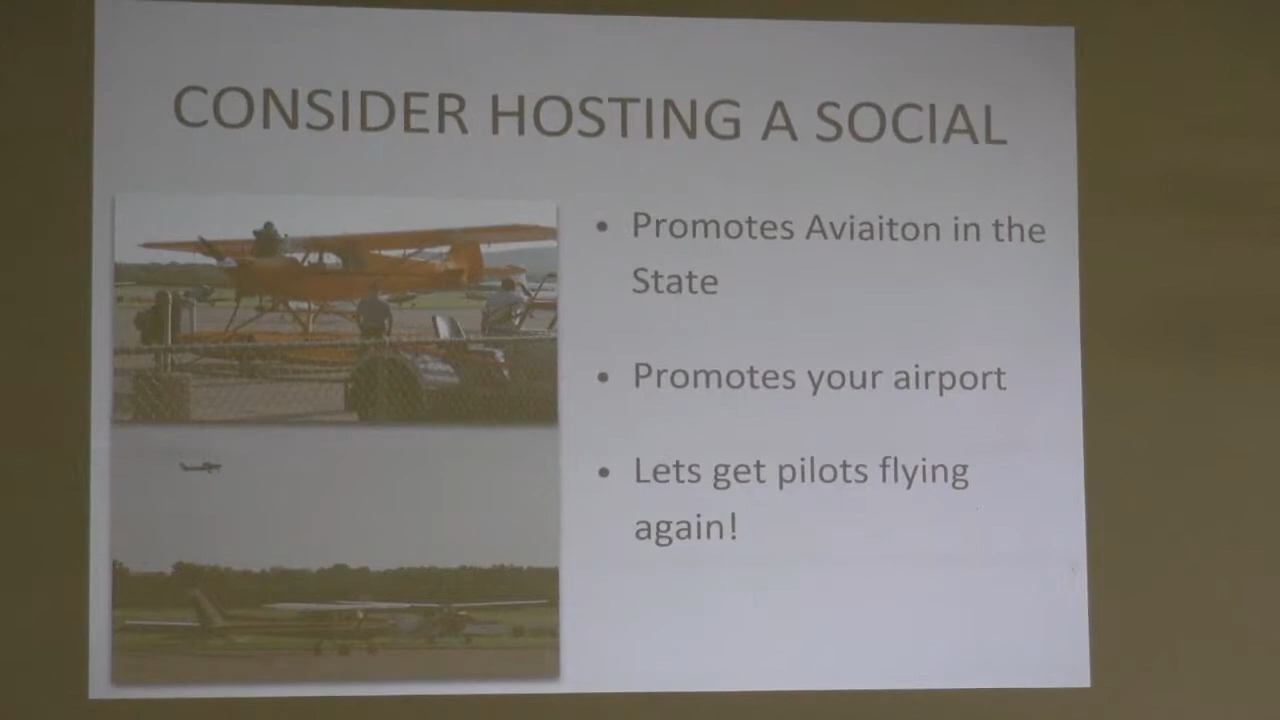 CONSIDER HOSTING A SOCIAL
• Promotes Aviaiton in the
State
• Promotes your airport
• Lets get pilots flying
again!